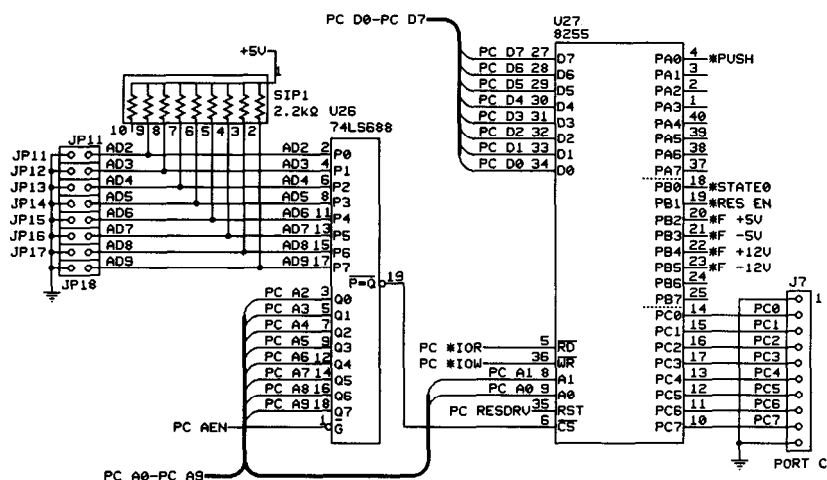 PC D0-PC D7
U27
8255
+5V
1
SIP1
2.2kΩ
10 9 8 7 6 5 4 3 2
U26
74LS688
JP11
JP11 AD2 AD2 2 P0
JP12 AD3 AD3 4 P1
JP13 AD4 AD4 6 P2
JP14 AD5 AD5 8 P3
JP15 AD6 AD6 11 P4
JP16 AD7 AD7 13 P5
JP17 AD8 AD8 15 P6
AD9 AD9 17 P7
JP18
P=Q 19
PC A2 3 Q0
PC A3 5 Q1
PC A4 7 Q2
PC A5 9 Q3
PC A6 12 Q4
PC A7 14 Q5
PC A8 16 Q6
PC A9 18 Q7
PC AEN 1 G
PC A0-PC A9
PC D7 27 D7
PC D6 28 D6
PC D5 29 D5
PC D4 30 D4
PC D3 31 D3
PC D2 32 D2
PC D1 33 D1
PC D0 34 D0
PC *IOR 5 RD
PC *IOW 36 WR
PC A1 8 A1
PC A0 9 A0
PC RESDRV 35 RST
6 CS
PA0 4 *PUSH
PA1 3
PA2 2
PA3 1
PA4 40
PA5 39
PA6 38
PA7 37
PB0 18 *STATE0
PB1 19 *RES EN
PB2 20 *F +5V
PB3 21 *F -5V
PB4 22 *F +12V
PB5 23 *F -12V
PB6 24
PB7 25
PC0 14 PC0
PC1 15 PC1
PC2 16 PC2
PC3 17 PC3
PC4 13 PC4
PC5 12 PC5
PC6 11 PC6
PC7 10 PC7
J7
1
PORT C